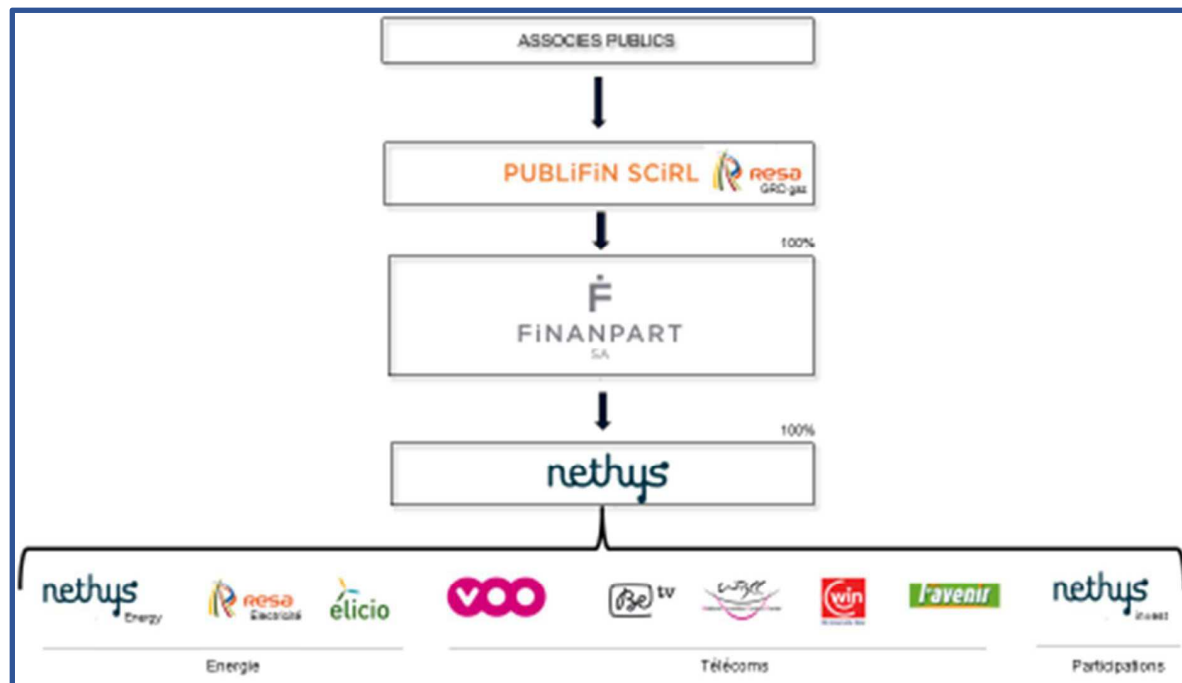 ASSOCIES PUBLICS
PUBLiFiN SCiRL
Resa
GRD gaz
100%
FiNANPART
SA
100%
nethys
nethys
Energy
Resa
Electricité
élicio
VOO
Be tv
win
l'avenir
nethys
invest
Energie
Télécoms
Participations